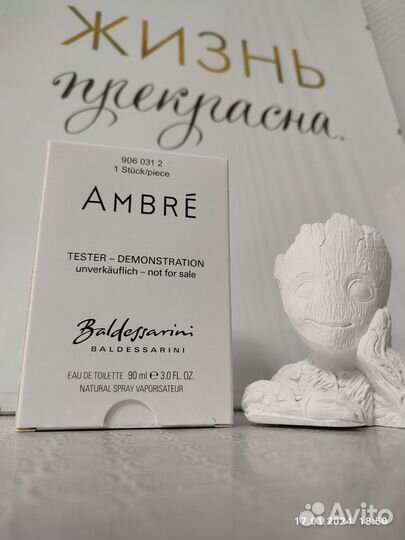 ЖИЗНЬ
прекрасна.
906 031 2
1 Stück/piece
AMBRÉ
TESTER – DEMONSTRATION
unverkäuflich – not for sale
Baldessarini
BALDESSARINI
EAU DE TOILETTE 90 ml e 3.0 FL. OZ.
NATURAL SPRAY VAPORISATEUR
17.01.2024 18:50
Avito